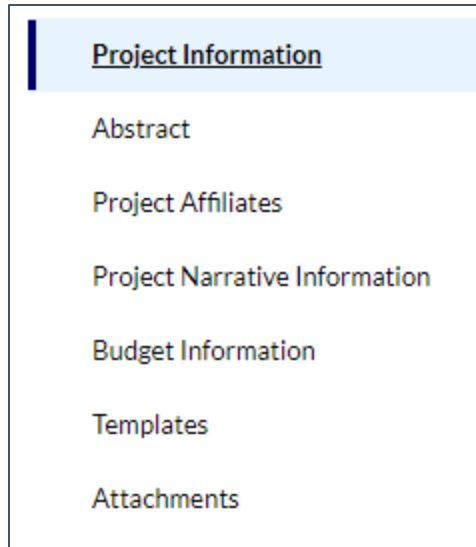 Project Information
Abstract
Project Affiliates
Project Narrative Information
Budget Information
Templates
Attachments